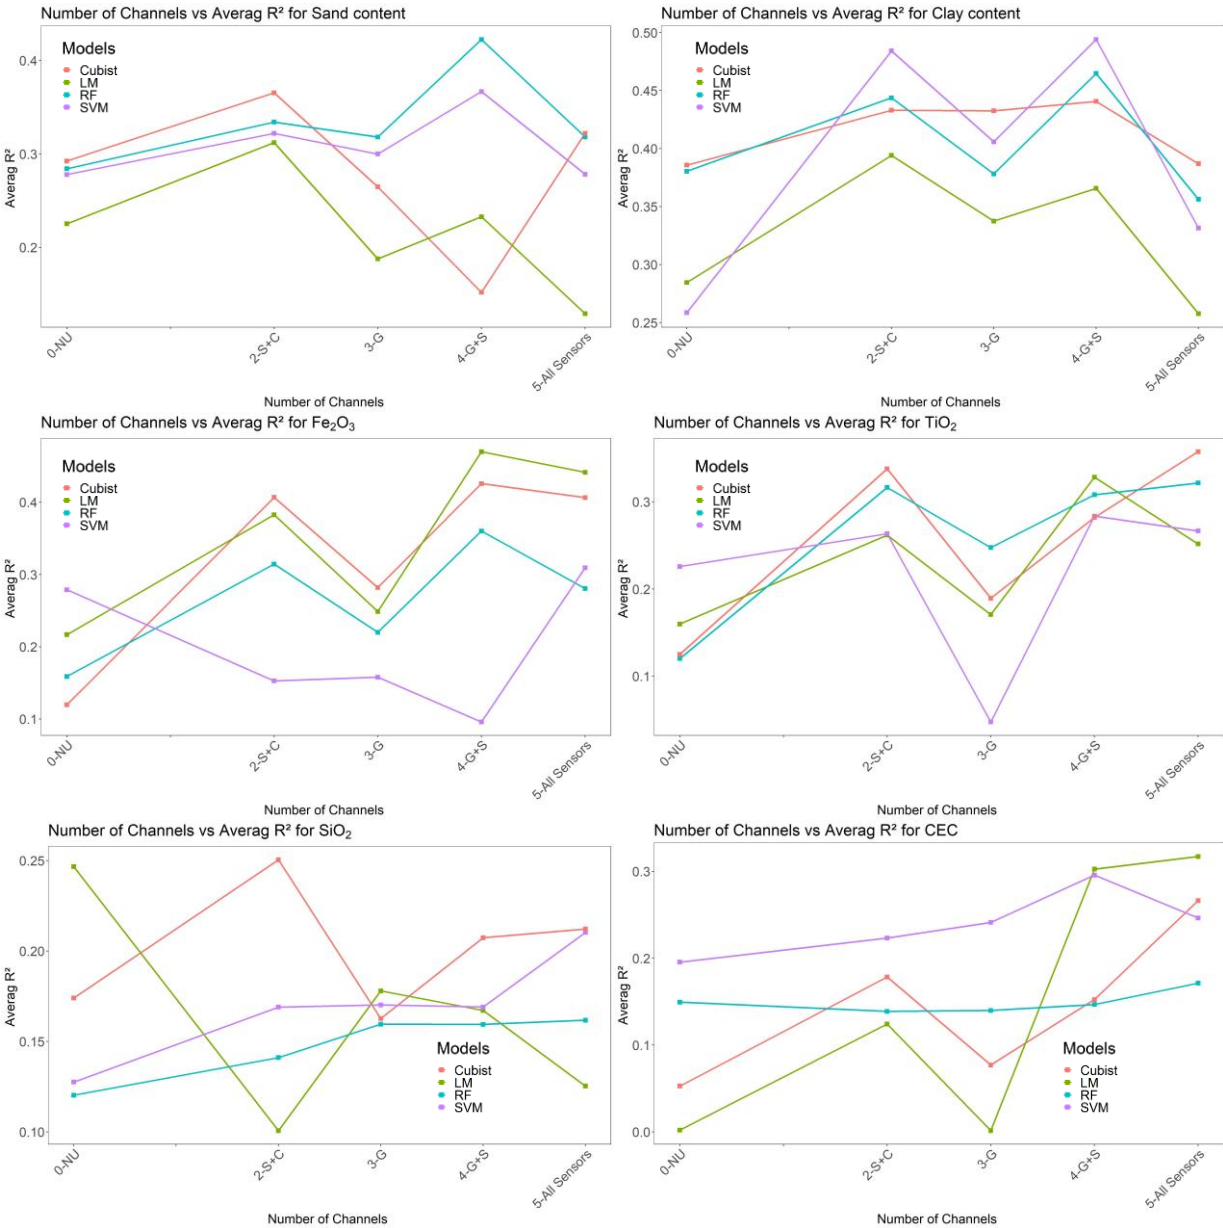 Number of Channels vs Averag R² for Sand content
Models
Cubist
LM
RF
SVM
Averag R²
0.4
0.3
0.2
0-NU
2-S+C
3-G
4-G+S
5-All Sensors
Number of Channels
Number of Channels vs Averag R² for Clay content
Models
Cubist
LM
RF
SVM
Averag R²
0.50
0.45
0.40
0.35
0.30
0.25
0-NU
2-S+C
3-G
4-G+S
5-All Sensors
Number of Channels
Number of Channels vs Averag R² for Fe₂O₃
Models
Cubist
LM
RF
SVM
Averag R²
0.4
0.3
0.2
0.1
0-NU
2-S+C
3-G
4-G+S
5-All Sensors
Number of Channels
Number of Channels vs Averag R² for TiO₂
Models
Cubist
LM
RF
SVM
Averag R²
0.3
0.2
0.1
0-NU
2-S+C
3-G
4-G+S
5-All Sensors
Number of Channels
Number of Channels vs Averag R² for SiO₂
Averag R²
0.25
0.20
0.15
0.10
Models
Cubist
LM
RF
SVM
0-NU
2-S+C
3-G
4-G+S
5-All Sensors
Number of Channels
Number of Channels vs Averag R² for CEC
Averag R²
0.3
0.2
0.1
0.0
Models
Cubist
LM
RF
SVM
0-NU
2-S+C
3-G
4-G+S
5-All Sensors
Number of Channels